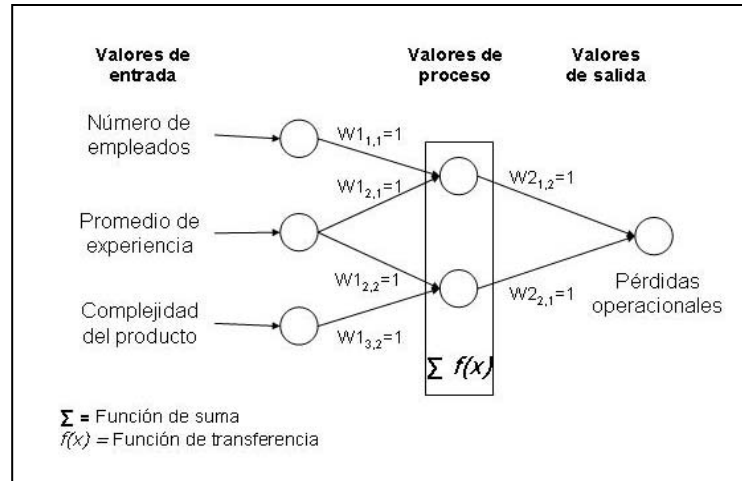 Valores de
entrada
Valores de
proceso
Valores
de salida
Número de
empleados
W1₁,₁=1
W1₂,₁=1
W2₁,₂=1
Promedio de
experiencia
W1₂,₂=1
W2₂,₁=1
Pérdidas
operacionales
Complejidad
del producto
W1₃,₂=1
Σ f(x)
Σ = Función de suma
f(x) = Función de transferencia